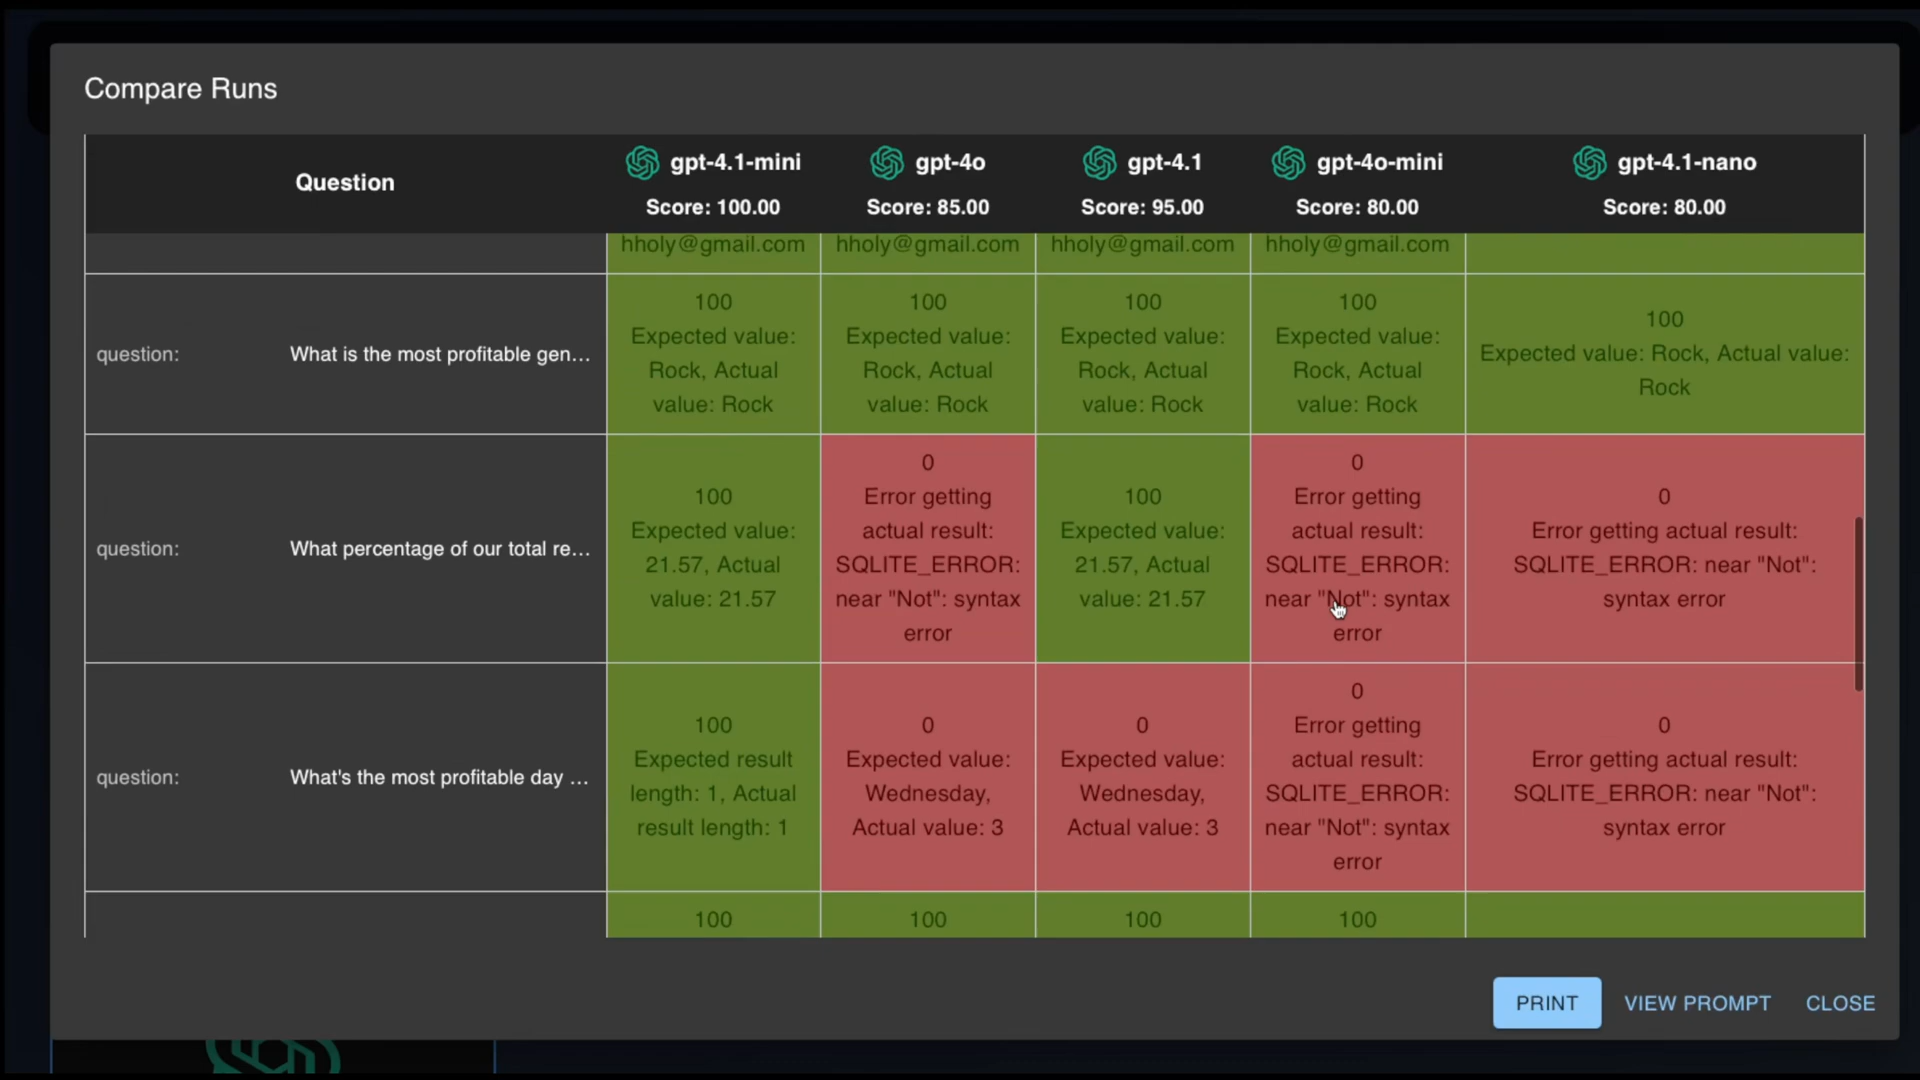 Compare Runs
Question
gpt-4.1-mini
Score: 100.00
gpt-4o
Score: 85.00
gpt-4.1
Score: 95.00
gpt-4o-mini
Score: 80.00
gpt-4.1-nano
Score: 80.00
hholy@gmail.com
hholy@gmail.com
hholy@gmail.com
hholy@gmail.com
question:
What is the most profitable gen...
100
Expected value:
Rock, Actual
value: Rock
100
Expected value:
Rock, Actual
value: Rock
100
Expected value:
Rock, Actual
value: Rock
100
Expected value:
Rock, Actual
value: Rock
100
Expected value: Rock, Actual value:
Rock
question:
What percentage of our total re...
100
Expected value:
21.57, Actual
value: 21.57
0
Error getting
actual result:
SQLITE_ERROR:
near "Not": syntax
error
100
Expected value:
21.57, Actual
value: 21.57
0
Error getting
actual result:
SQLITE_ERROR:
near "Not": syntax
error
0
Error getting actual result:
SQLITE_ERROR: near "Not":
syntax error
question:
What's the most profitable day ...
100
Expected result
length: 1, Actual
result length: 1
0
Expected value:
Wednesday,
Actual value: 3
0
Expected value:
Wednesday,
Actual value: 3
0
Error getting
actual result:
SQLITE_ERROR:
near "Not": syntax
error
0
Error getting actual result:
SQLITE_ERROR: near "Not":
syntax error
100
100
100
100
PRINT
VIEW PROMPT
CLOSE